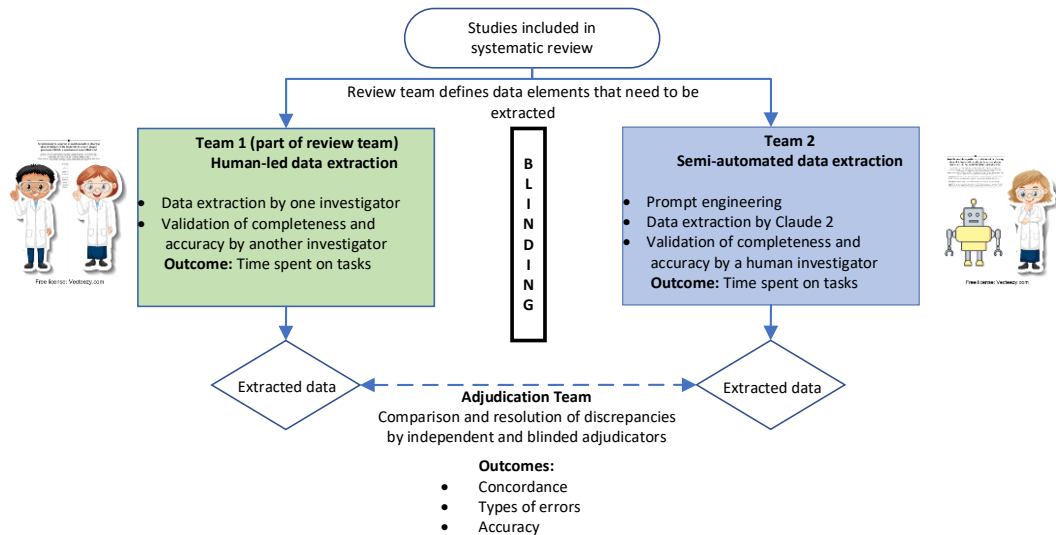 Studies included in
systematic review
Review team defines data elements that need to be
extracted
Team 1 (part of review team)
Human-led data extraction
• Data extraction by one investigator
• Validation of completeness and
accuracy by another investigator
Outcome: Time spent on tasks
Free license: Vecteezy.com
BLINDING
Team 2
Semi-automated data extraction
• Prompt engineering
• Data extraction by Claude 2
• Validation of completeness and
accuracy by a human investigator
Outcome: Time spent on tasks
Free license: Vecteezy.com
Extracted data
Extracted data
Adjudication Team
Comparison and resolution of discrepancies
by independent and blinded adjudicators
Outcomes:
• Concordance
• Types of errors
• Accuracy